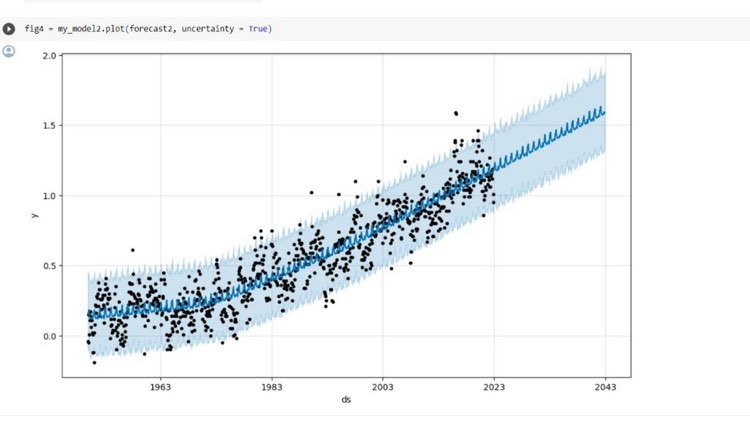 fig4 = my_model2.plot(forecast2, uncertainty = True)
2.0
1.5
1.0
0.5
0.0
y
1963 1983 2003 2023 2043
ds